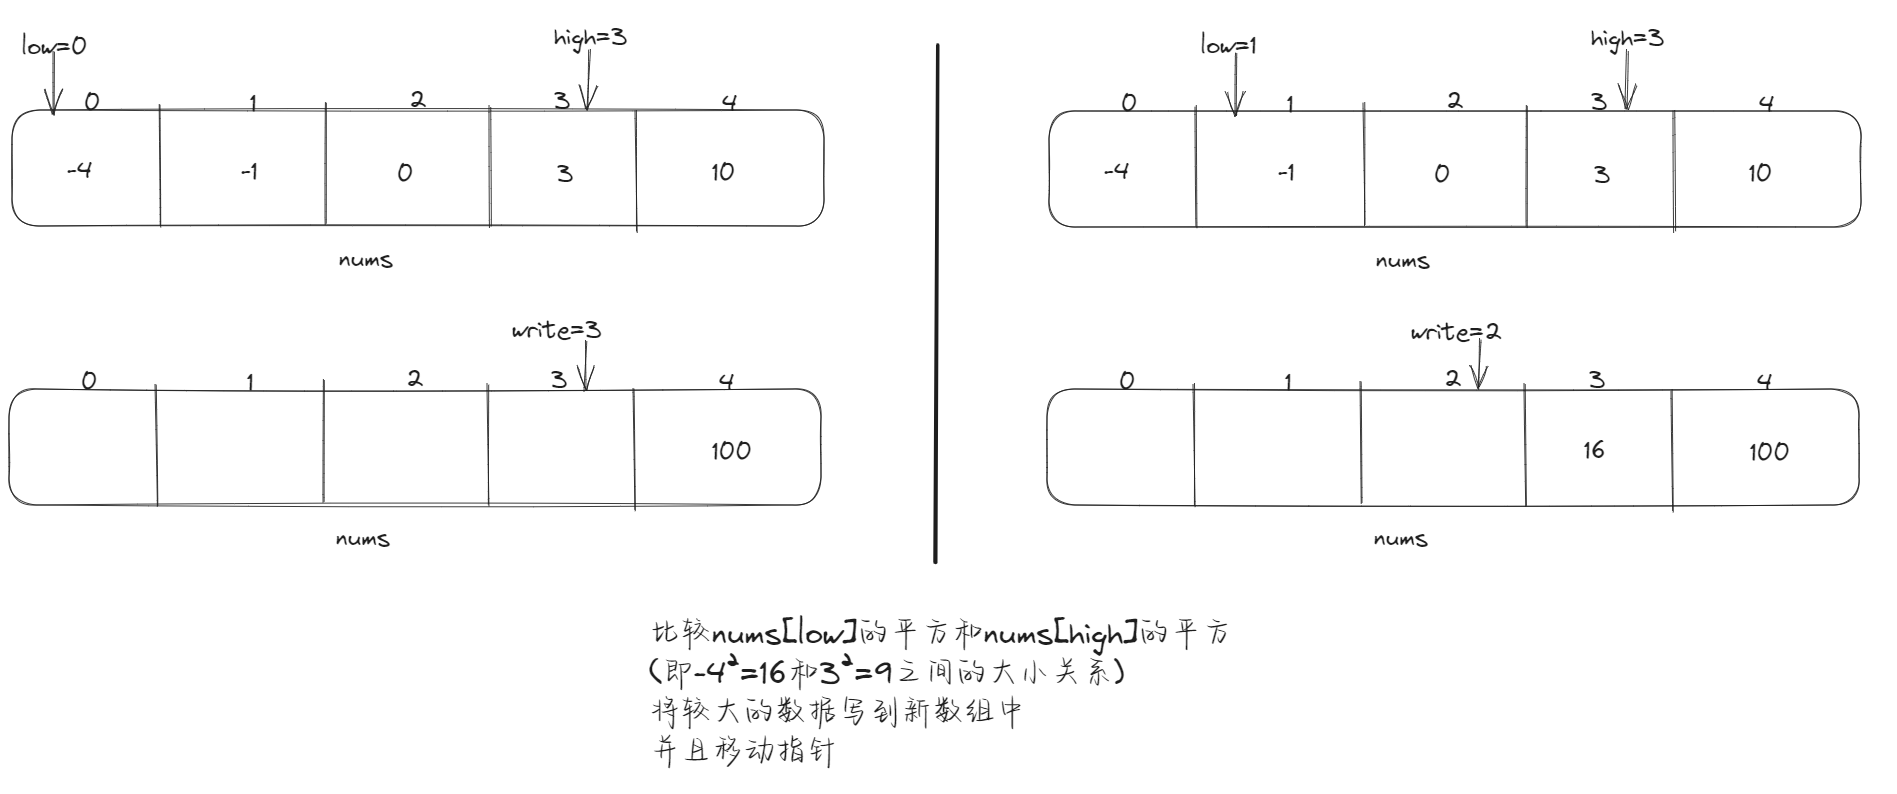 low=0
high=3
0 1 2 3 4
-4 -1 0 3 10
nums
write=3
0 1 2 3 4
100
nums
low=1
high=3
0 1 2 3 4
-4 -1 0 3 10
nums
write=2
0 1 2 3 4
16 100
nums
比较nums[low]的平方和nums[high]的平方
(即-4²=16和3²=9之间的大小关系)
将较大的数据写到新数组中
并且移动指针